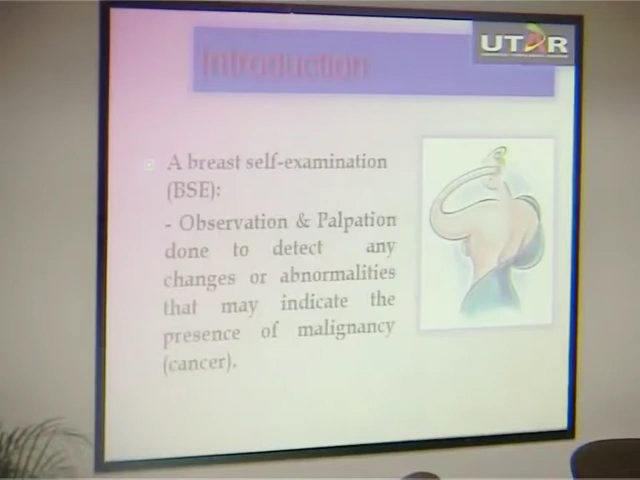 UTAR
Introduction
A breast self-examination
(BSE):
- Observation & Palpation
done to detect any
changes or abnormalities
that may indicate the
presence of malignancy
(cancer).